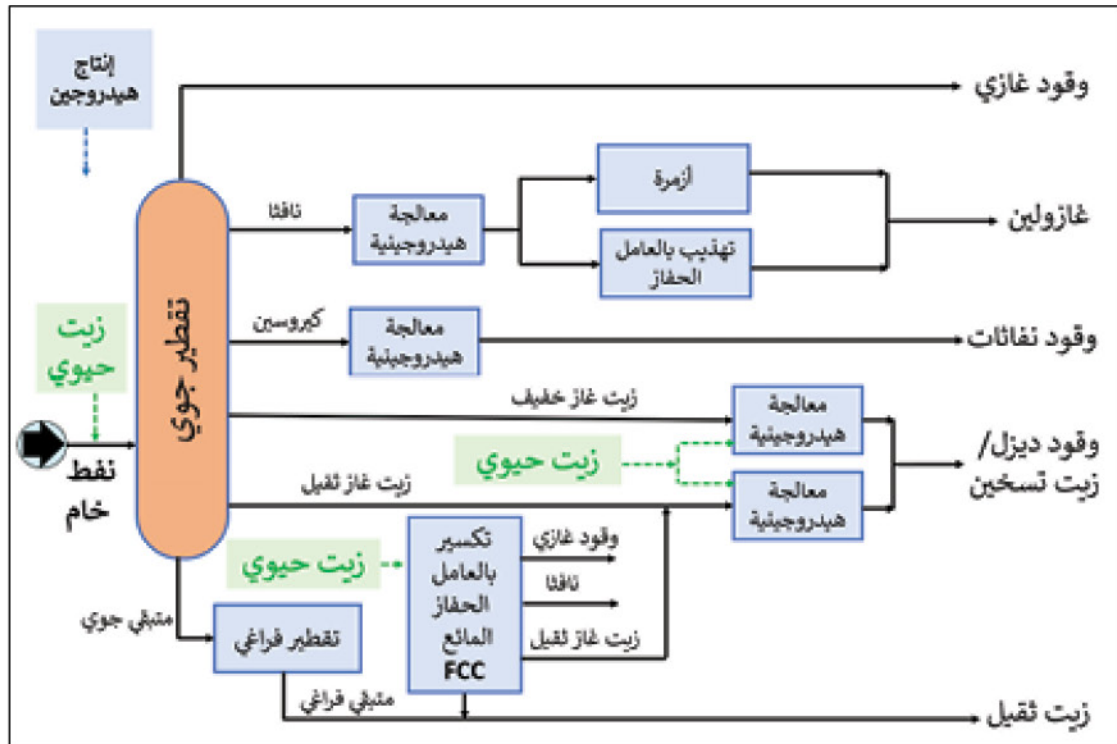 إنتاج
هيدروجين
وقود غازي
أزمرة
نافثا
معالجة
هيدروجينية
غازولين
تهذيب بالعامل
الحفاز
تقطير جوي
كيروسين
معالجة
هيدروجينية
وقود نفاثات
زيت
حيوي
نفط
خام
زيت غاز خفيف
معالجة
هيدروجينية
زيت حيوي
وقود ديزل/
زيت تسخين
زيت غاز ثقيل
معالجة
هيدروجينية
زيت حيوي
تكسير
بالعامل
الحفاز
المائع
FCC
وقود غازي
نافثا
زيت غاز ثقيل
متبقي جوي
تقطير فراغي
متبقي فراغي
زيت ثقيل